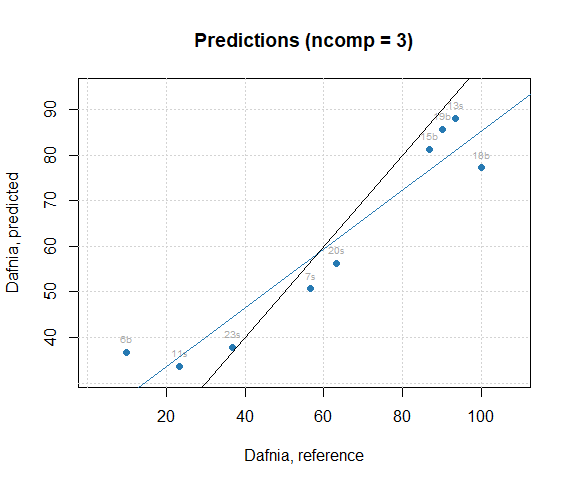 Predictions (ncomp = 3)
Dafnia, predicted
90
80
70
60
50
40
13s
19b
15b
18b
20s
7s
23s
6b
11s
20
40
60
80
100
Dafnia, reference